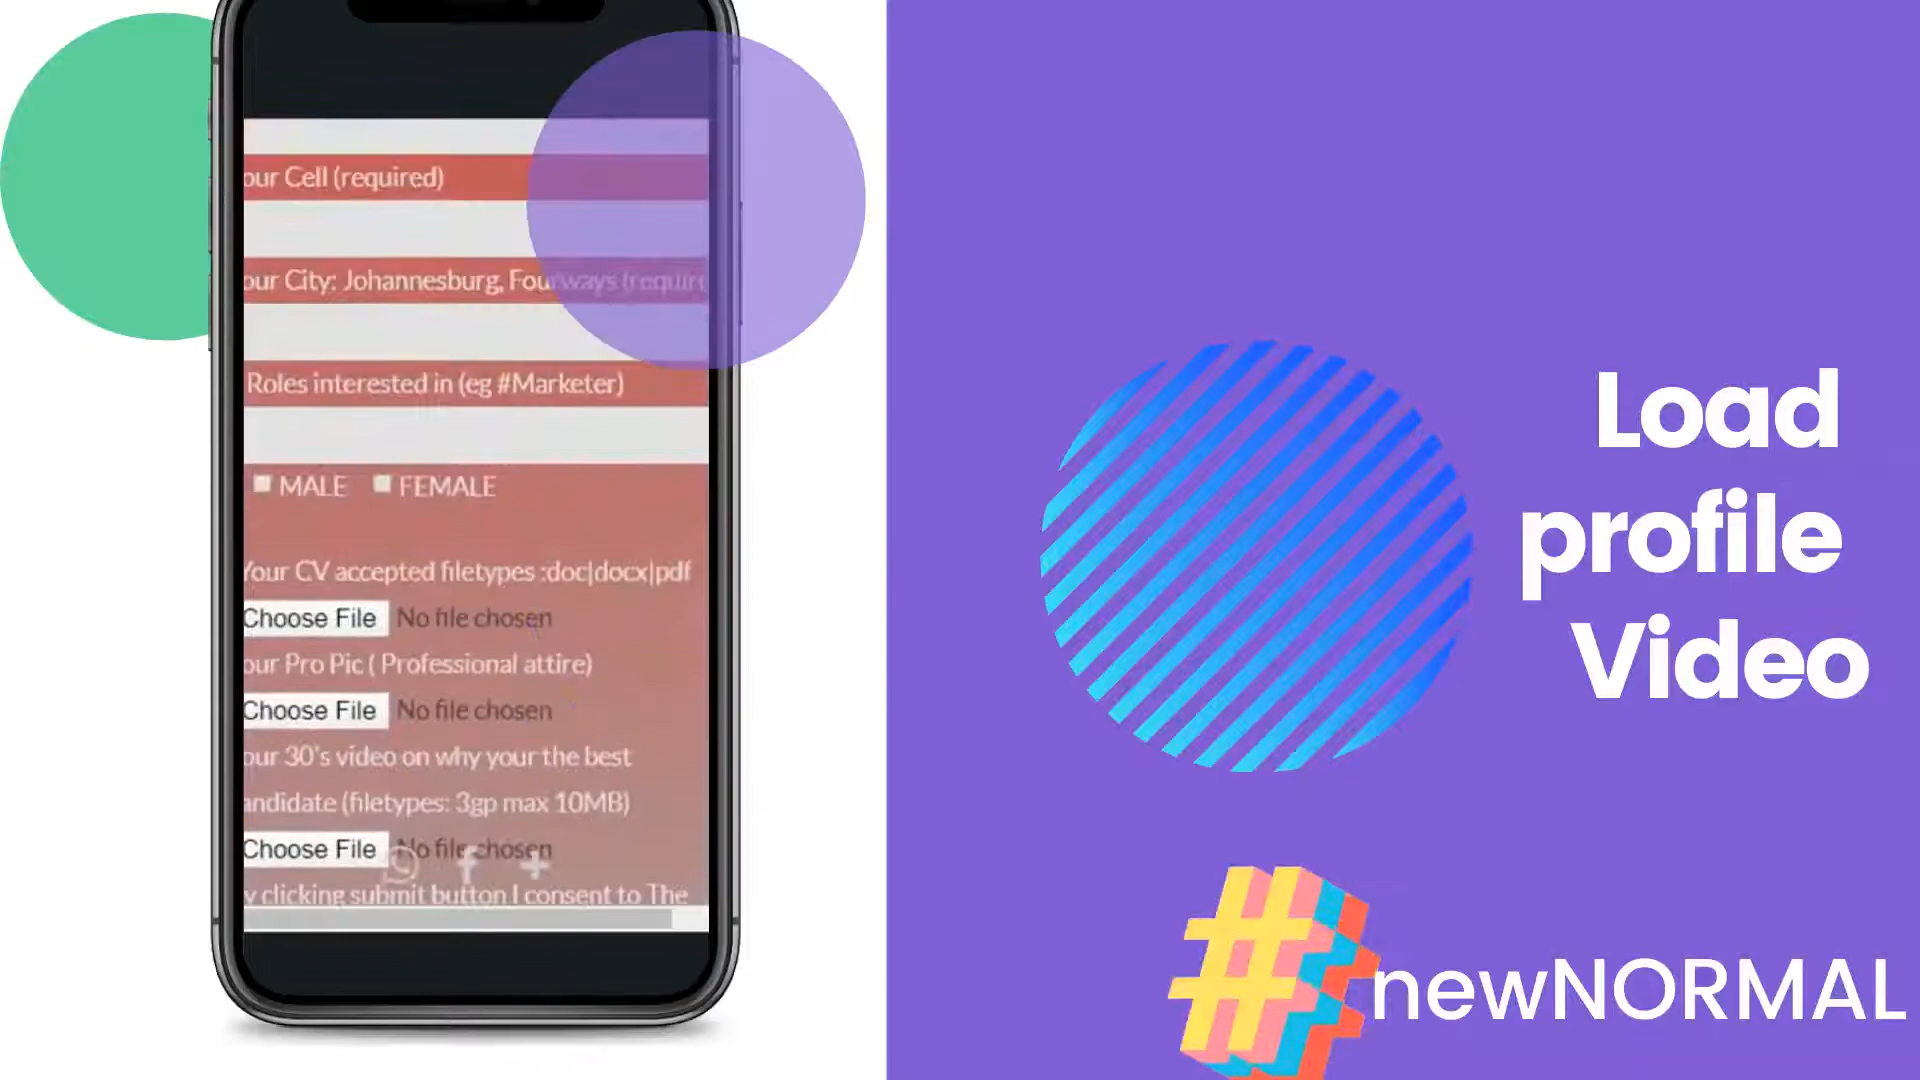 our Cell (required)
our City: Johannesburg, Fourways (require
Roles interested in (eg #Marketer)
MALE FEMALE
Your CV accepted filetypes :doc|docx|pdf
Choose File No file chosen
our Pro Pic ( Professional attire)
Choose File No file chosen
our 30's video on why your the best
andidate (filetypes: 3gp max 10MB)
Choose File No file chosen
y clicking submit button I consent to The
Load
profile
Video
#newNORMAL